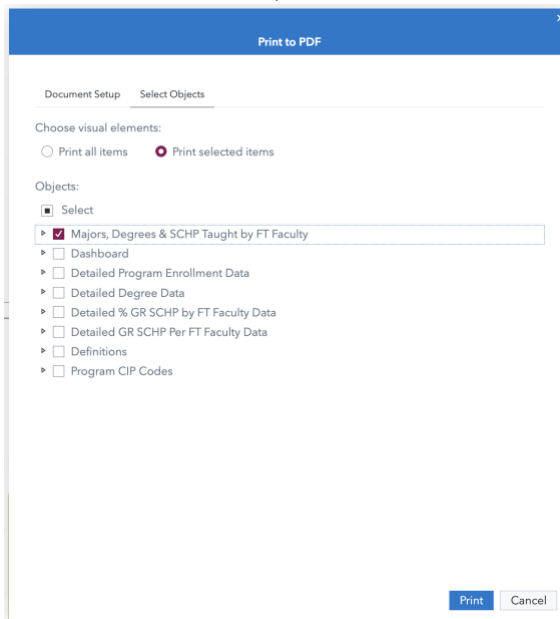 Print to PDF
Document Setup Select Objects
Choose visual elements:
Print all items Print selected items
Objects:
Select
Majors, Degrees & SCHP Taught by FT Faculty
Dashboard
Detailed Program Enrollment Data
Detailed Degree Data
Detailed % GR SCHP by FT Faculty Data
Detailed GR SCHP Per FT Faculty Data
Definitions
Program CIP Codes
Print Cancel